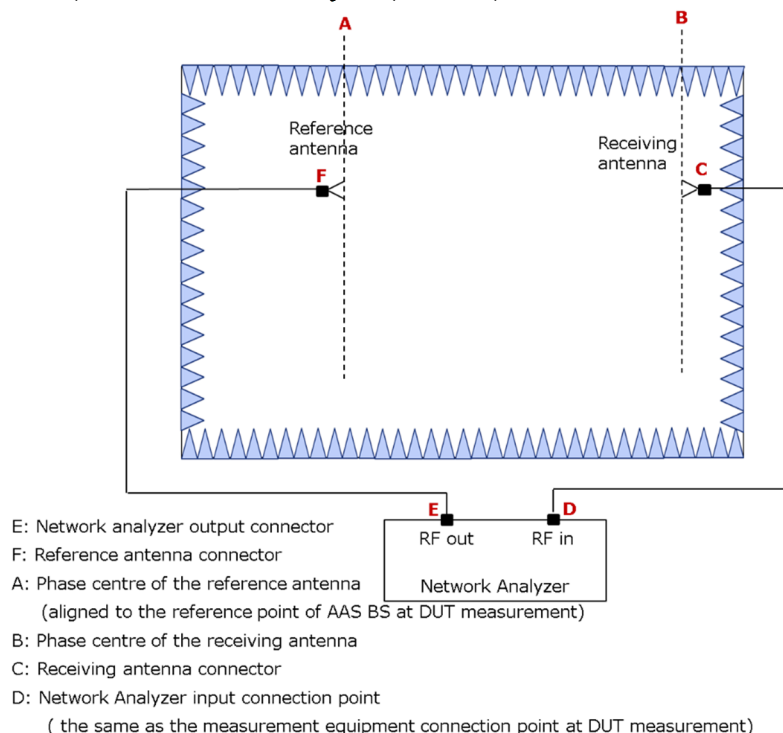 A
B
Reference
antenna
F
Receiving
antenna
C
E
D
RF out
RF in
Network Analyzer
E: Network analyzer output connector
F: Reference antenna connector
A: Phase centre of the reference antenna
(aligned to the reference point of AAS BS at DUT measurement)
B: Phase centre of the receiving antenna
C: Receiving antenna connector
D: Network Analyzer input connection point
( the same as the measurement equipment connection point at DUT measurement)